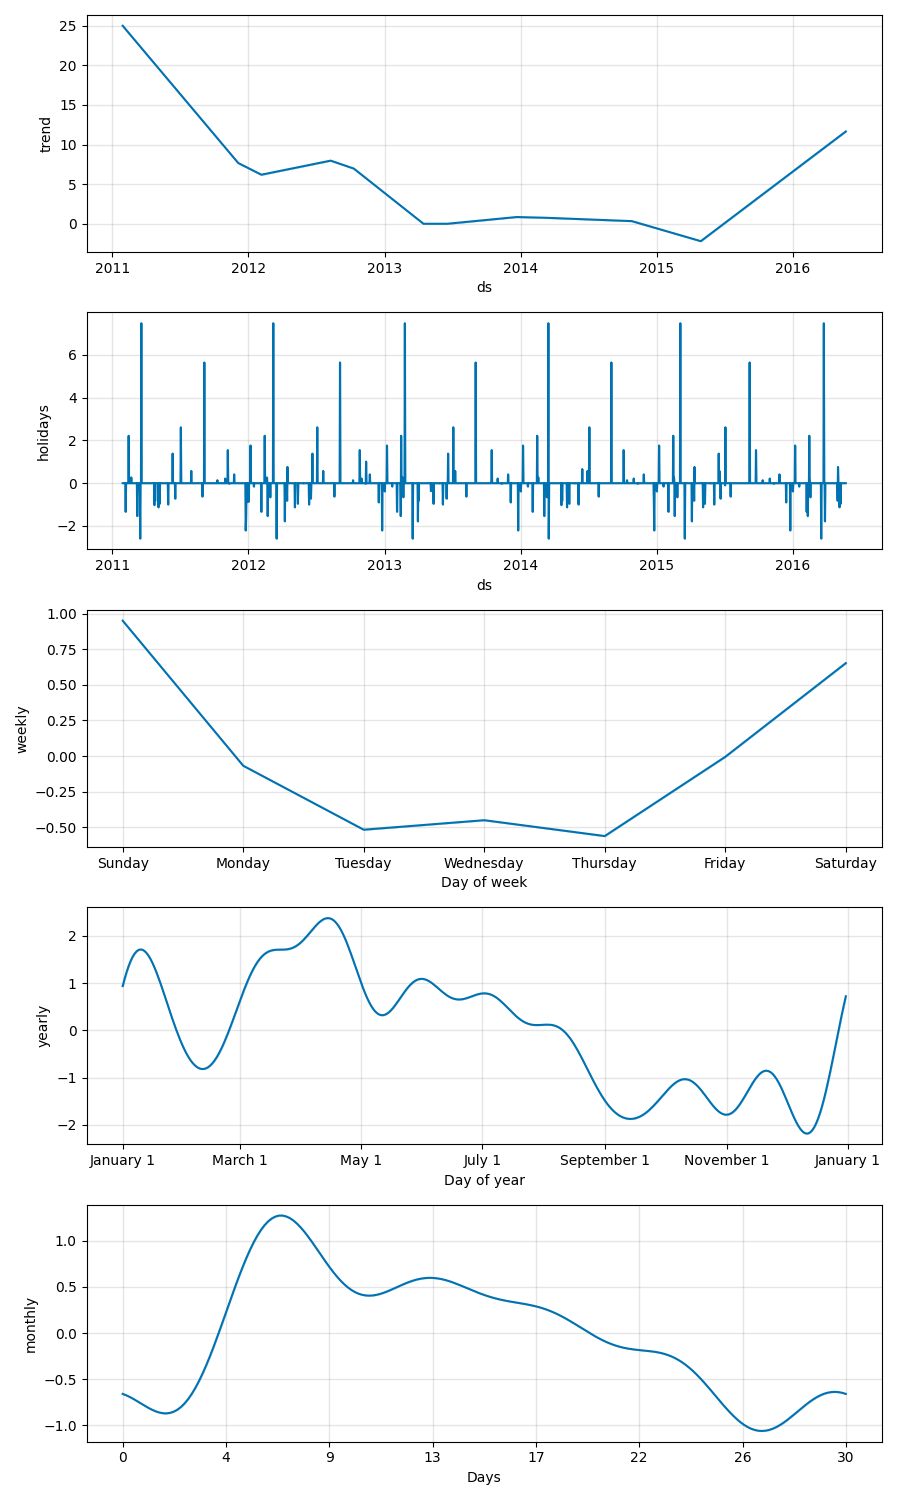 25
20
15
10
5
0
trend
2011 2012 2013 2014 2015 2016
ds
6
4
2
0
−2
holidays
2011 2012 2013 2014 2015 2016
ds
1.00
0.75
0.50
0.25
0.00
−0.25
−0.50
weekly
Sunday Monday Tuesday Wednesday Thursday Friday Saturday
Day of week
2
1
0
−1
−2
yearly
January 1 March 1 May 1 July 1 September 1 November 1 January 1
Day of year
1.0
0.5
0.0
−0.5
−1.0
monthly
0 4 9 13 17 22 26 30
Days